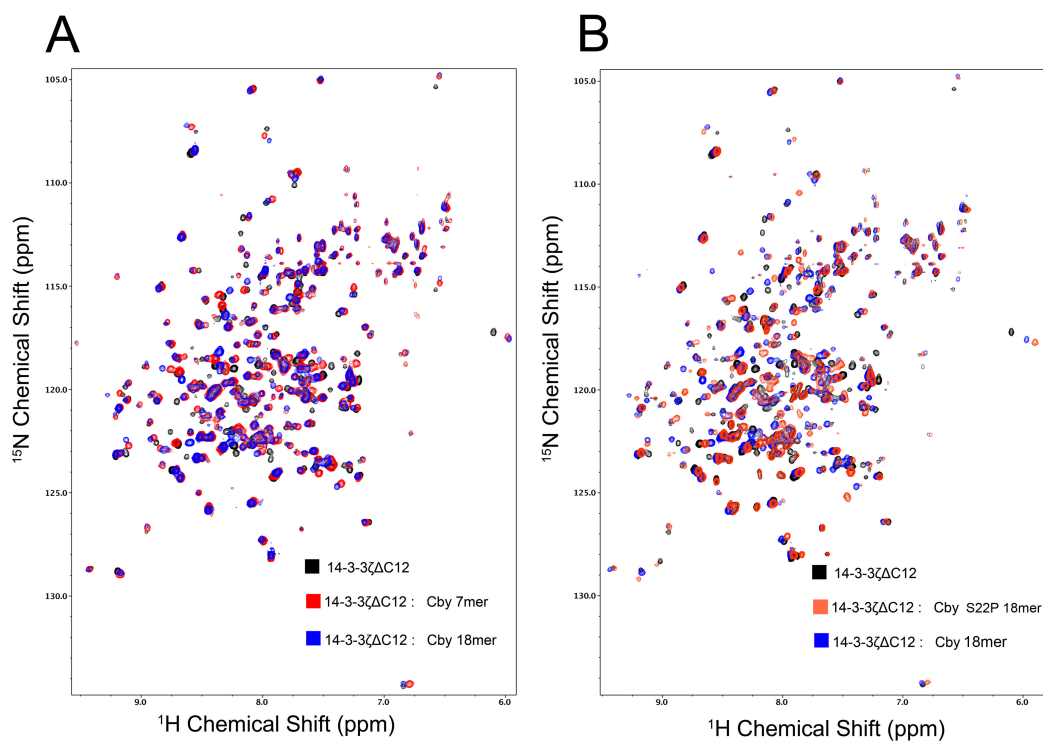 A
B
105.0
110.0
115.0
120.0
125.0
130.0
9.0
8.0
7.0
6.0
¹⁵N Chemical Shift (ppm)
¹H Chemical Shift (ppm)
14-3-3ζΔC12
14-3-3ζΔC12 : Cby 7mer
14-3-3ζΔC12 : Cby 18mer
105.0
110.0
115.0
120.0
125.0
130.0
9.0
8.0
7.0
6.0
¹⁵N Chemical Shift (ppm)
¹H Chemical Shift (ppm)
14-3-3ζΔC12
14-3-3ζΔC12 : Cby S22P 18mer
14-3-3ζΔC12 : Cby 18mer